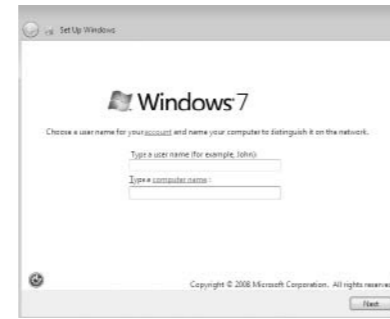 Set Up Windows
Windows 7
Choose a user name for your account and name your computer to distinguish it on the network.
Type a user name (for example, John):
Type a computer name:
Copyright © 2008 Microsoft Corporation. All rights reserved
Next